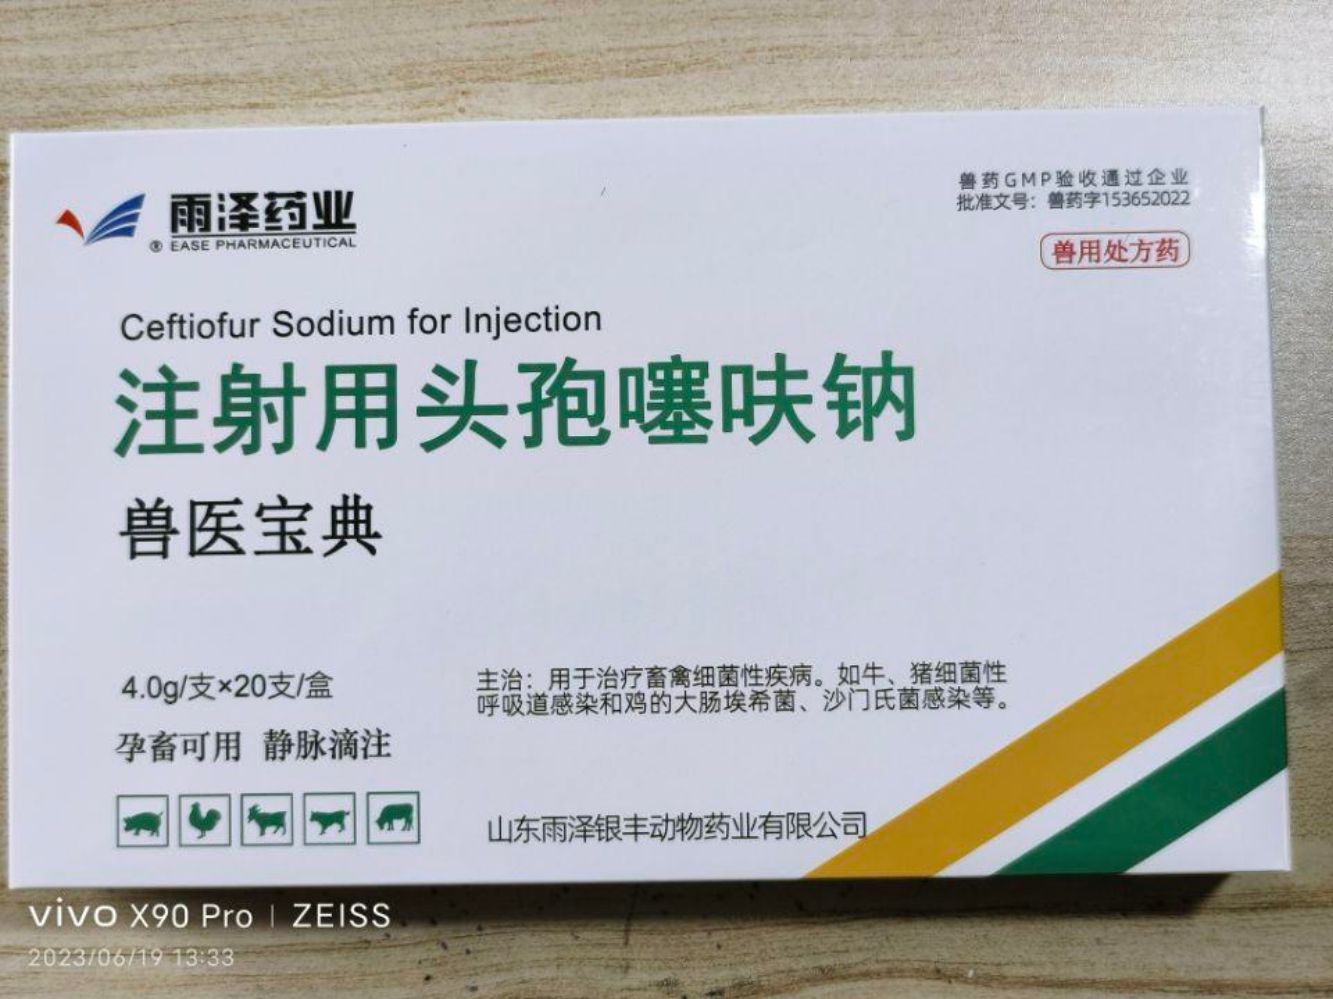 雨泽药业
® EASE PHARMACEUTICAL
兽药GMP验收通过企业
批准文号：兽药字153652022
兽用处方药
Ceftiofur Sodium for Injection
注射用头孢噻呋钠
兽医宝典
4.0g/支×20支/盒
孕畜可用 静脉滴注
主治：用于治疗畜禽细菌性疾病。如牛、猪细菌性
呼吸道感染和鸡的大肠埃希菌、沙门氏菌感染等。
山东雨泽银丰动物药业有限公司
vivo X90 Pro | ZEISS
2023/06/19 13:33